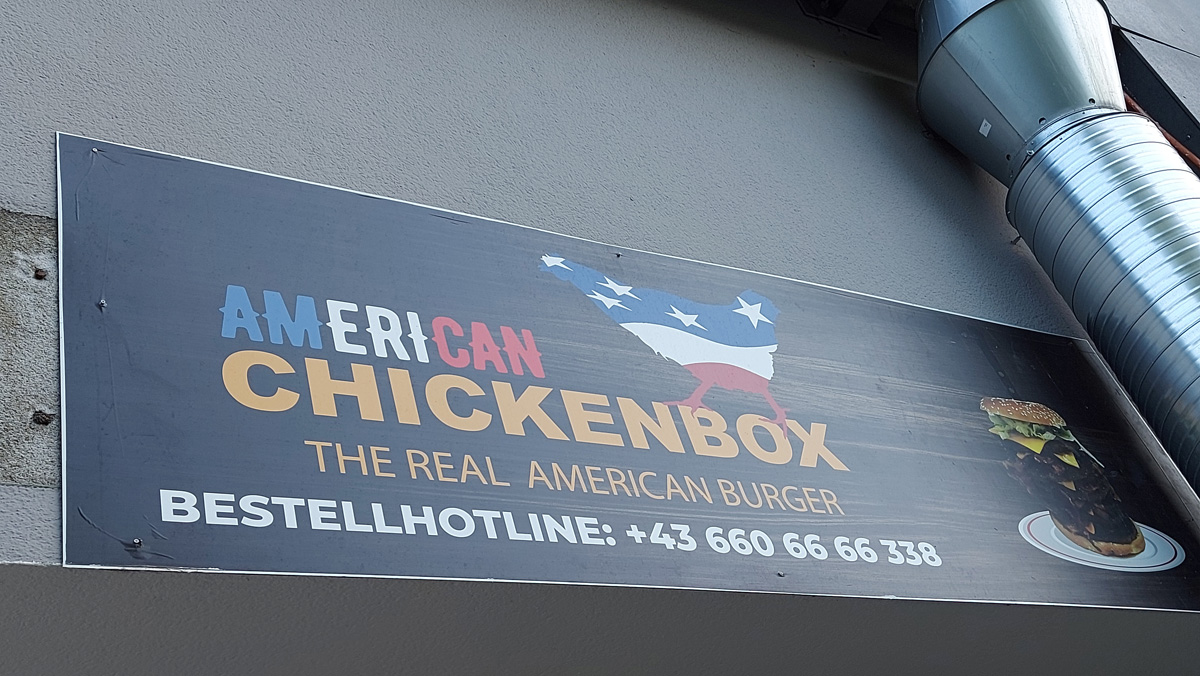 AMERICAN
CHICKENBOX
THE REAL AMERICAN BURGER
BESTELLHOTLINE: +43 660 66 66 338